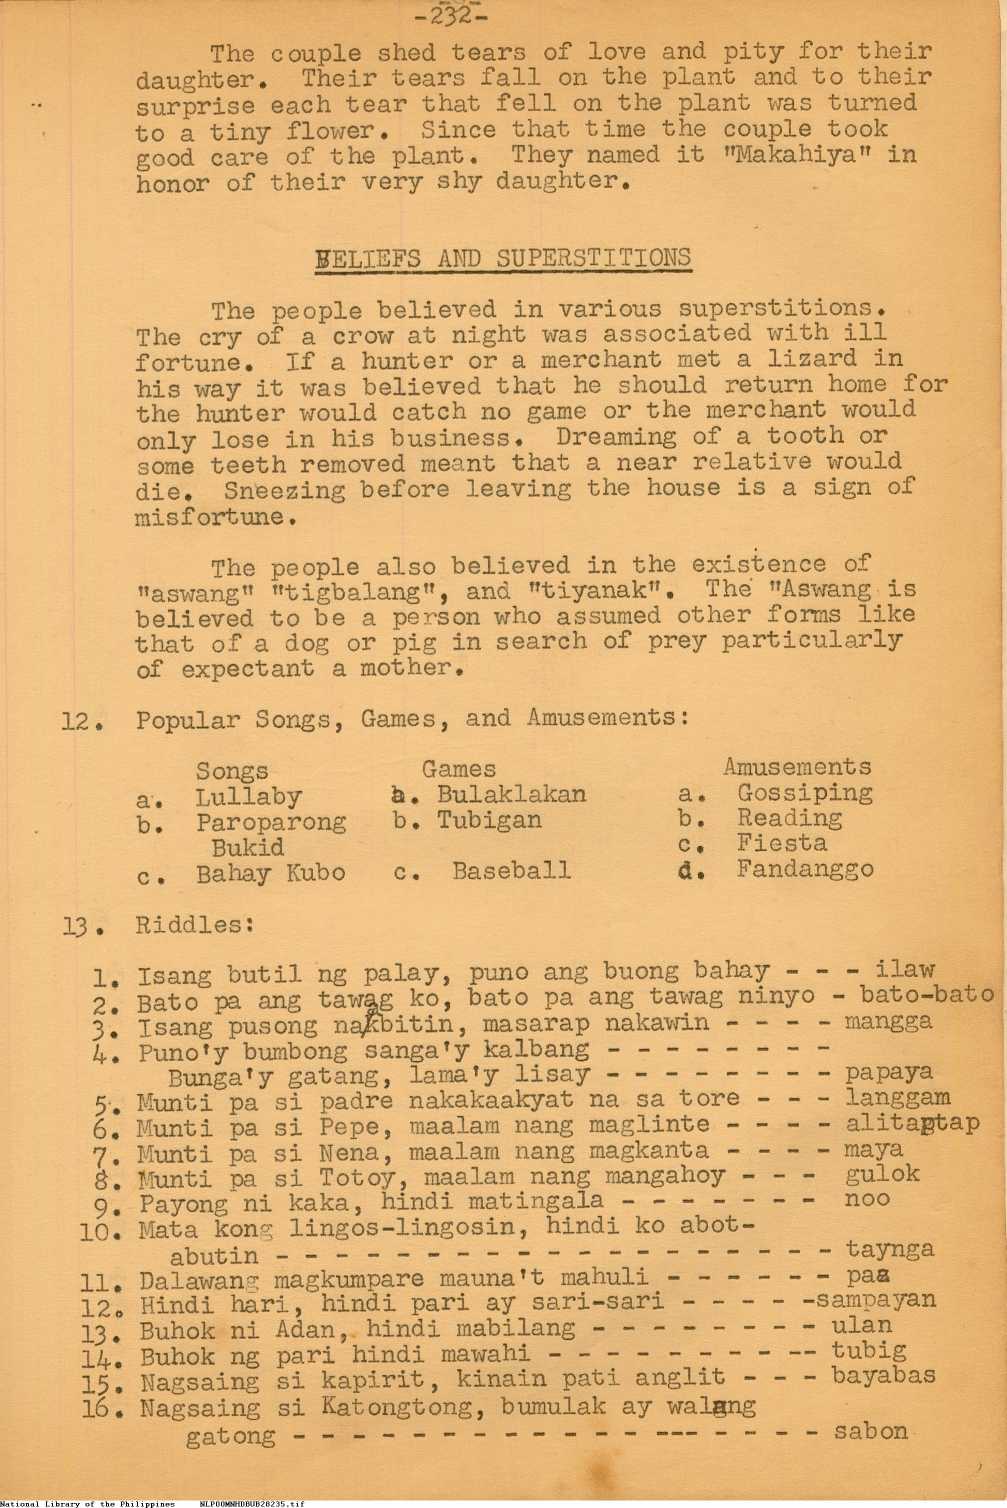 -232-
The couple shed tears of love and pity for their
daughter. Their tears fall on the plant and to their
surprise each tear that fell on the plant was turned
to a tiny flower. Since that time the couple took
good care of the plant. They named it "Makahiya" in
honor of their very shy daughter.
BELIEFS AND SUPERSTITIONS
The people believed in various superstitions.
The cry of a crow at night was associated with ill
fortune. If a hunter or a merchant met a lizard in
his way it was believed that he should return home for
the hunter would catch no game or the merchant would
only lose in his business. Dreaming of a tooth or
some teeth removed meant that a near relative would
die. Sneezing before leaving the house is a sign of
misfortune.
The people also believed in the existence of
"aswang" "tigbalang", and "tiyanak". The "Aswang is
believed to be a person who assumed other forms like
that of a dog or pig in search of prey particularly
of expectant a mother.
12. Popular Songs, Games, and Amusements:
Songs Games Amusements
a. Lullaby a. Bulaklakan a. Gossiping
b. Paroparong b. Tubigan b. Reading
Bukid c. Fiesta
c. Bahay Kubo c. Baseball d. Fandanggo
13. Riddles:
1. Isang butil ng palay, puno ang buong bahay - - - ilaw
2. Bato pa ang tawag ko, bato pa ang tawag ninyo - bato-bato
3. Isang pusong nakabitin, masarap nakawin - - - - mangga
4. Puno'y bumbong sanga'y kalbang - - - - - - - -
Bunga'y gatang, lama'y lisay - - - - - - - - papaya
5. Munti pa si padre nakakaakyat na sa tore - - - langgam
6. Munti pa si Pepe, maalam nang maglinte - - - - alitaptap
7. Munti pa si Nena, maalam nang magkanta - - - - maya
8. Munti pa si Totoy, maalam nang mangahoy - - - gulok
9. Payong ni kaka, hindi matingala - - - - - - - noo
10. Mata kong lingos-lingosin, hindi ko abot-
abutin - - - - - - - - - - - - - - - - - - - taynga
11. Dalawang magkumpare mauna't mahuli - - - - - - paa
12. Hindi hari, hindi pari ay sari-sari - - - - -sampayan
13. Buhok ni Adan, hindi mabilang - - - - - - - - ulan
14. Buhok ng pari hindi mawahi - - - - - - - - - -- tubig
15. Nagsaing si kapirit, kinain pati anglit - - - bayabas
16. Nagsaing si Katongtong, bumulak ay walang
gatong - - - - - - - - - - - - - --- - - - - sabon
National Library of the Philippines NLPOOMNHDBUB28235.tif